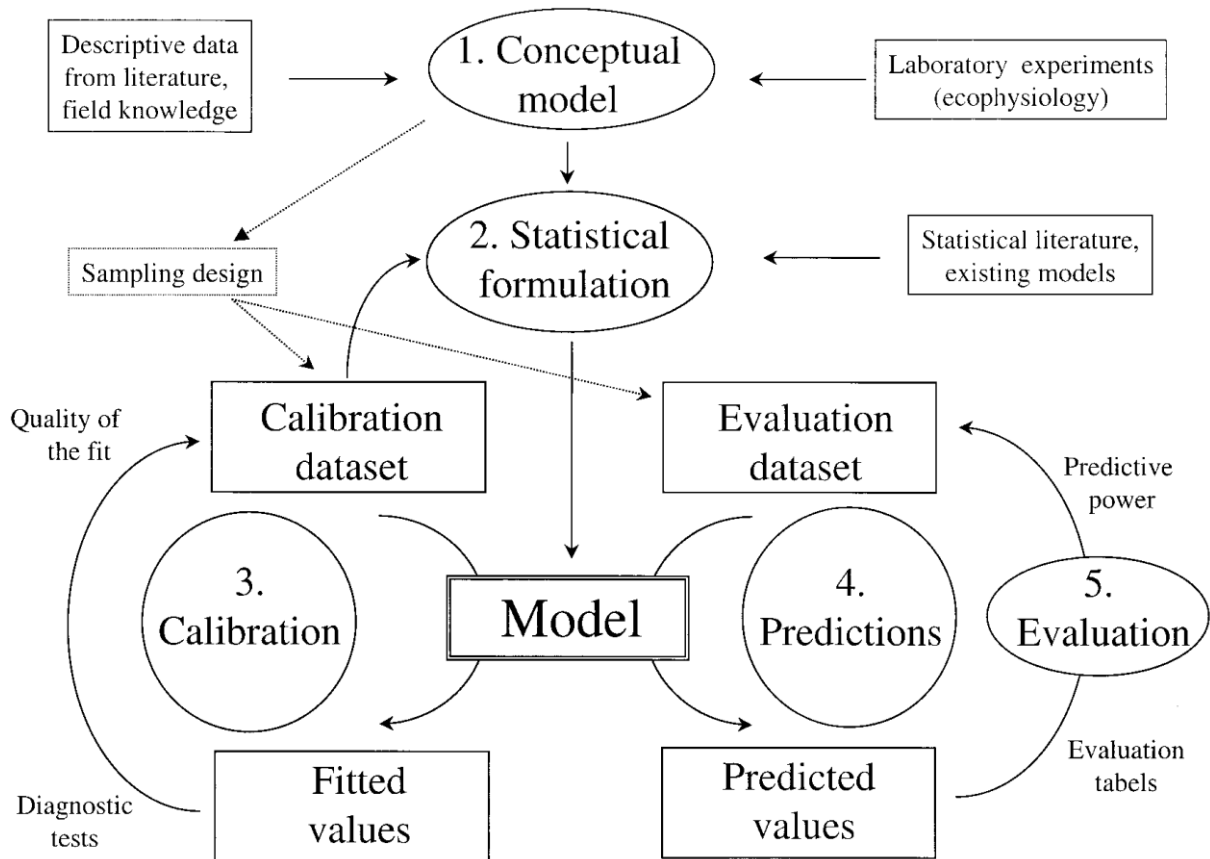 Descriptive data
from literature,
field knowledge
1. Conceptual
model
Laboratory experiments
(ecophysiology)
Sampling design
2. Statistical
formulation
Statistical literature,
existing models
Quality of
the fit
Calibration
dataset
Evaluation
dataset
Predictive
power
3.
Calibration
Model
4.
Predictions
5.
Evaluation
Diagnostic
tests
Fitted
values
Predicted
values
Evaluation
tabels